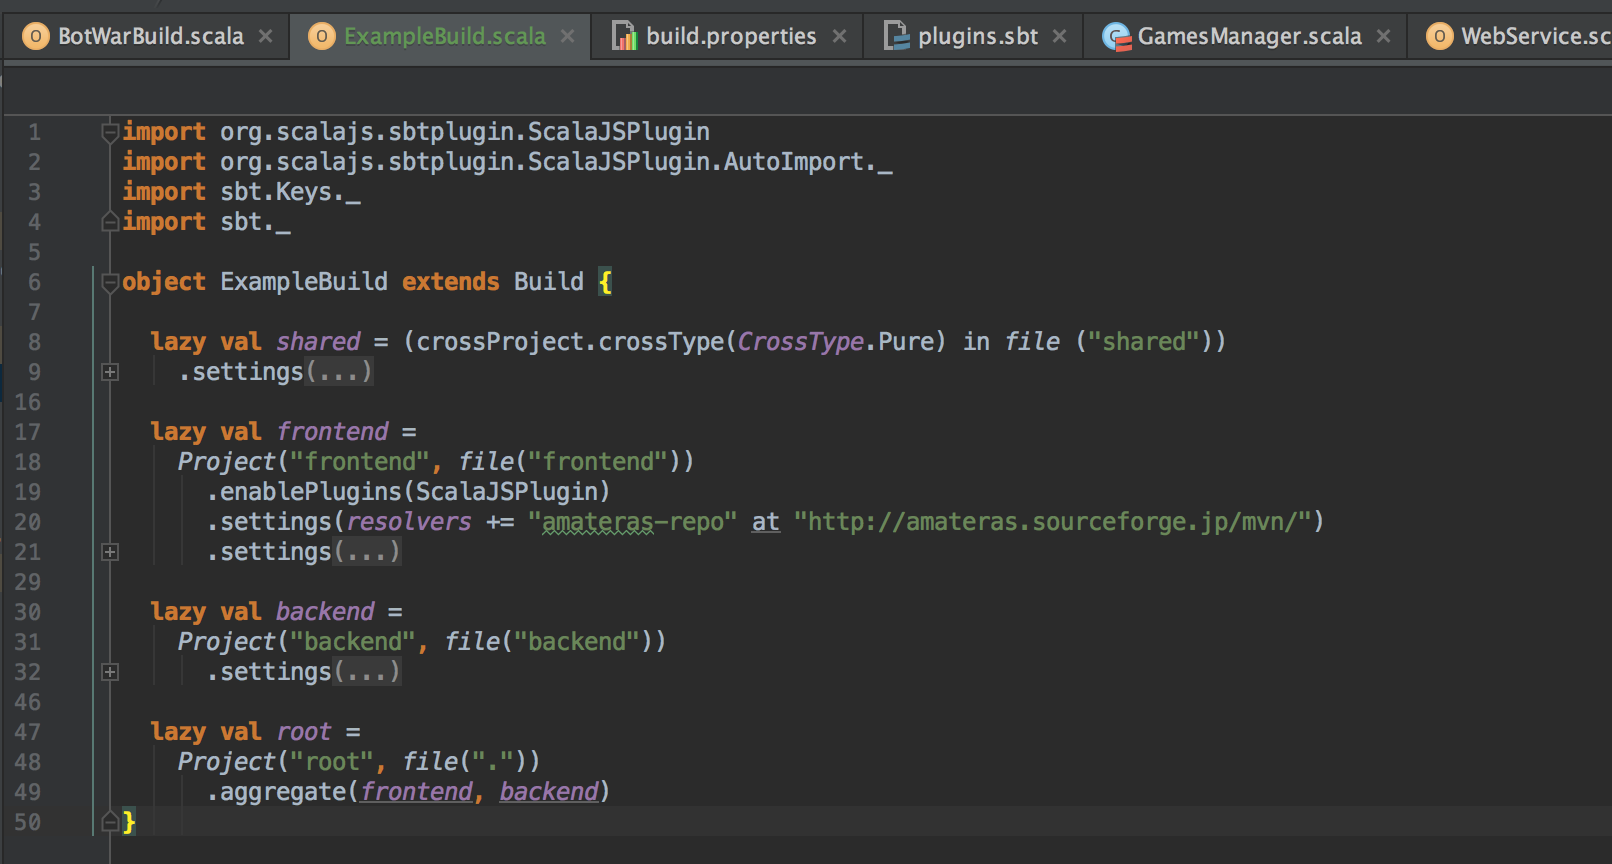 BotWarBuild.scala ExampleBuild.scala build.properties plugins.sbt GamesManager.scala WebService.sc
1 import org.scalajs.sbtplugin.ScalaJSPlugin
2 import org.scalajs.sbtplugin.ScalaJSPlugin.AutoImport._
3 import sbt.Keys._
4 import sbt._
5
6 object ExampleBuild extends Build {
7
8 lazy val shared = (crossProject.crossType(CrossType.Pure) in file ("shared"))
9 .settings(...)
16
17 lazy val frontend =
18 Project("frontend", file("frontend"))
19 .enablePlugins(ScalaJSPlugin)
20 .settings(resolvers += "amateras-repo" at "http://amateras.sourceforge.jp/mvn/")
21 .settings(...)
29
30 lazy val backend =
31 Project("backend", file("backend"))
32 .settings(...)
46
47 lazy val root =
48 Project("root", file("."))
49 .aggregate(frontend, backend)
50 }